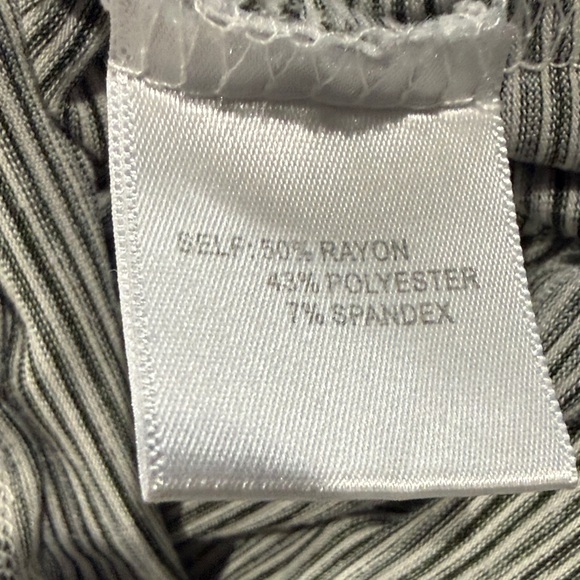 SELF: 50% RAYON
43% POLYESTER
7% SPANDEX